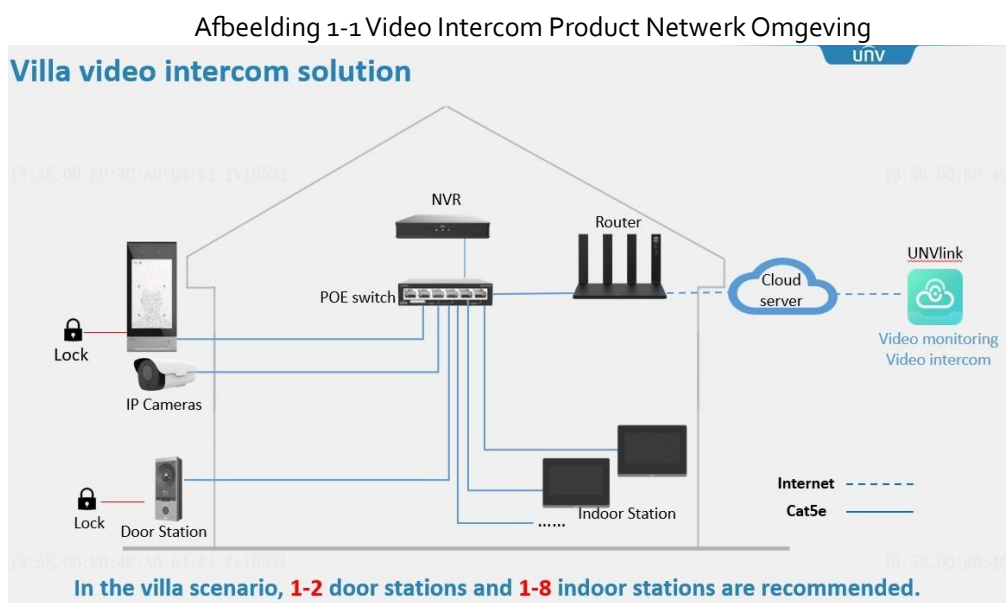 Afbeelding 1-1 Video Intercom Product Netwerk Omgeving
unv
Villa video intercom solution
NVR
Router
UNVlink
Cloud
server
POE switch
Video monitoring
Video intercom
Lock
IP Cameras
Internet
Cat5e
Lock
Door Station
......
Indoor Station
In the villa scenario, 1-2 door stations and 1-8 indoor stations are recommended.